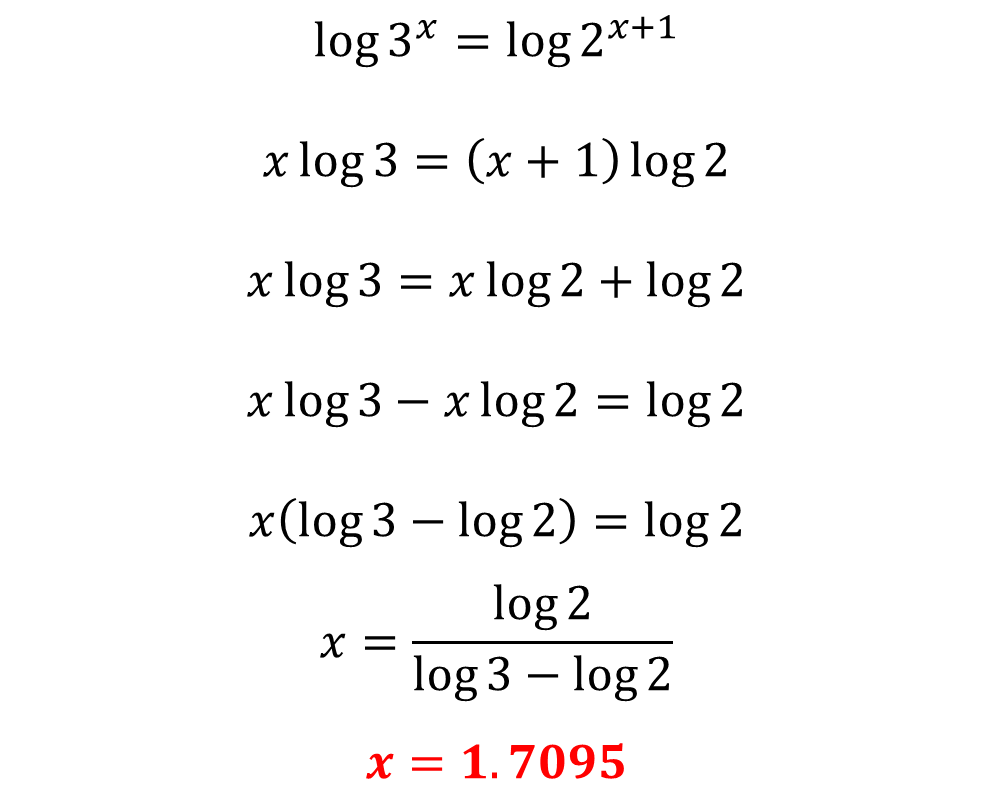 log 3^x = log 2^{x+1}
x log 3 = (x + 1) log 2
x log 3 = x log 2 + log 2
x log 3 − x log 2 = log 2
x(log 3 − log 2) = log 2
x = \frac{log 2}{log 3 − log 2}
x = 1.7095